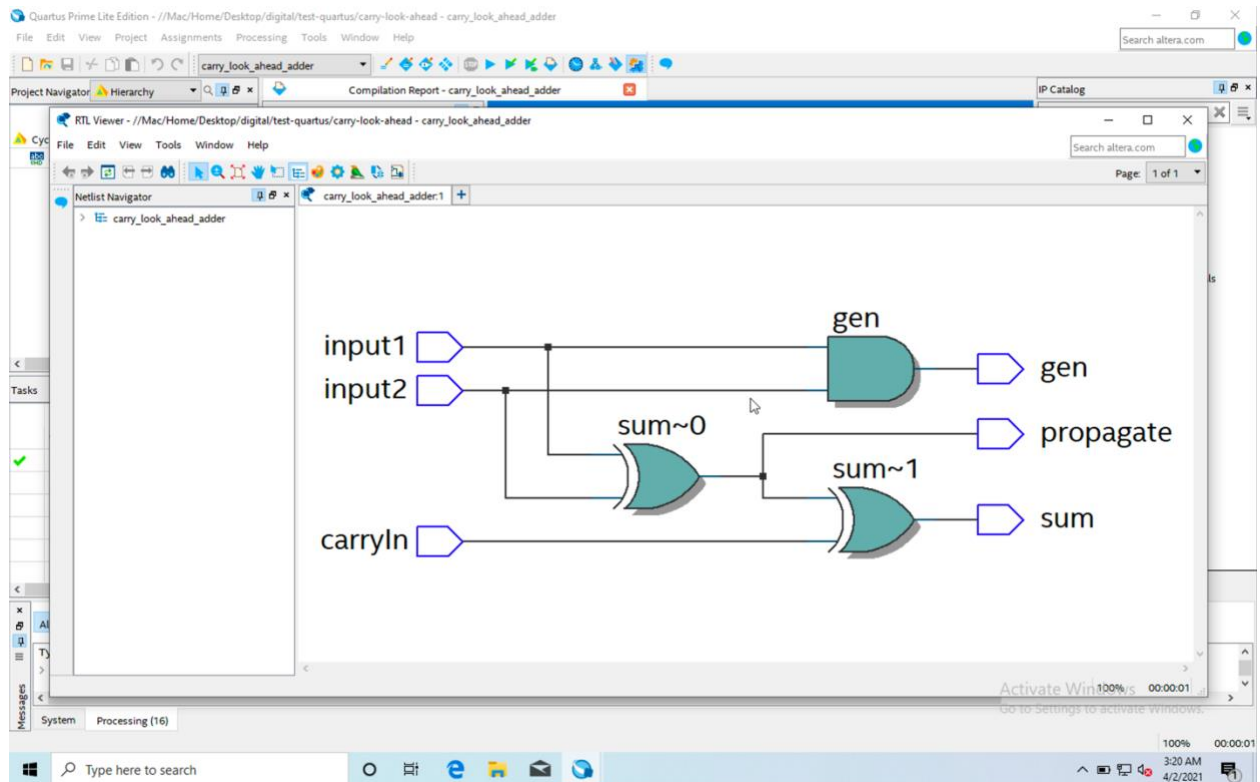 Quartus Prime Lite Edition - //Mac/Home/Desktop/digital/test-quartus/carry-look-ahead - carry_look_ahead_adder
File Edit View Project Assignments Processing Tools Window Help
Search altera.com
carry_look_ahead_adder
Project Navigator Hierarchy
Compilation Report - carry_look_ahead_adder
IP Catalog
RTL Viewer - //Mac/Home/Desktop/digital/test-quartus/carry-look-ahead - carry_look_ahead_adder
Cyc
File Edit View Tools Window Help
Search altera.com
Page: 1 of 1
Netlist Navigator
carry_look_ahead_adder:1
carry_look_ahead_adder
ls
gen
input1
gen
input2
Tasks
sum~0
propagate
sum~1
sum
carryIn
Al
Ty
Messages
100% 00:00:01
Activate Windows
Go to Settings to activate Windows.
System Processing (16)
100% 00:00:01
Type here to search
3:20 AM
4/2/2021